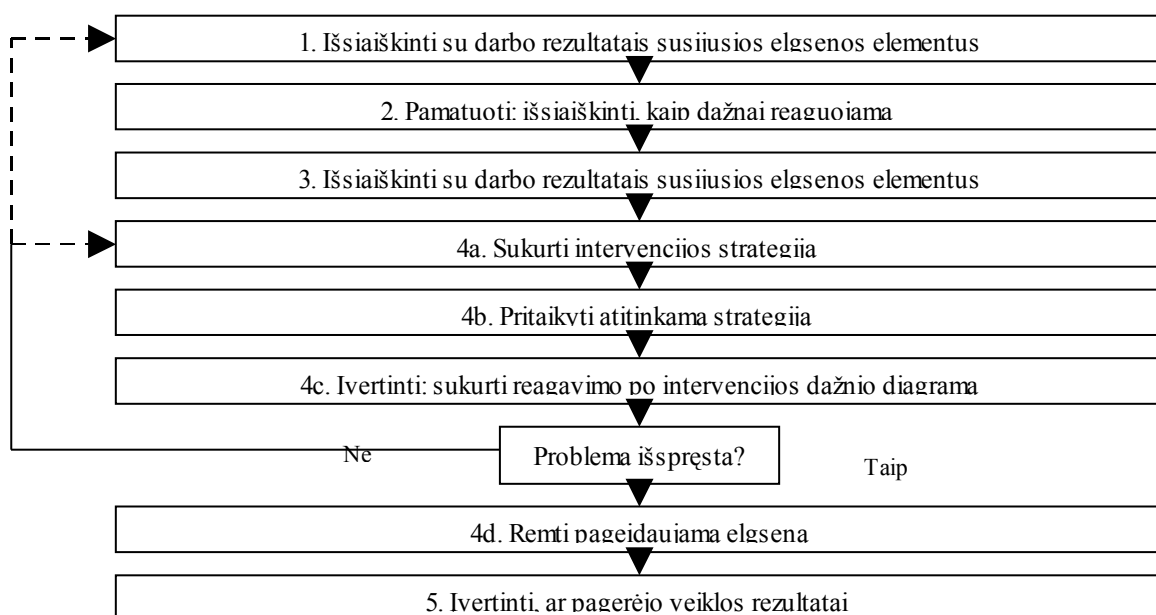 1. Išsiaiškinti su darbo rezultatais susijusios elgsenos elementus
2. Pamatuoti: išsiaiškinti, kaip dažnai reaguojama
3. Išsiaiškinti su darbo rezultatais susijusios elgsenos elementus
4a. Sukurti intervencijos strategiją
4b. Pritaikyti atitinkamą strategiją
4c. Įvertinti: sukurti reagavimo po intervencijos dažnio diagramą
Problema išspręsta?
Ne
Taip
4d. Remti pageidaujamą elgseną
5. Įvertinti, ar pagerėjo veiklos rezultatai